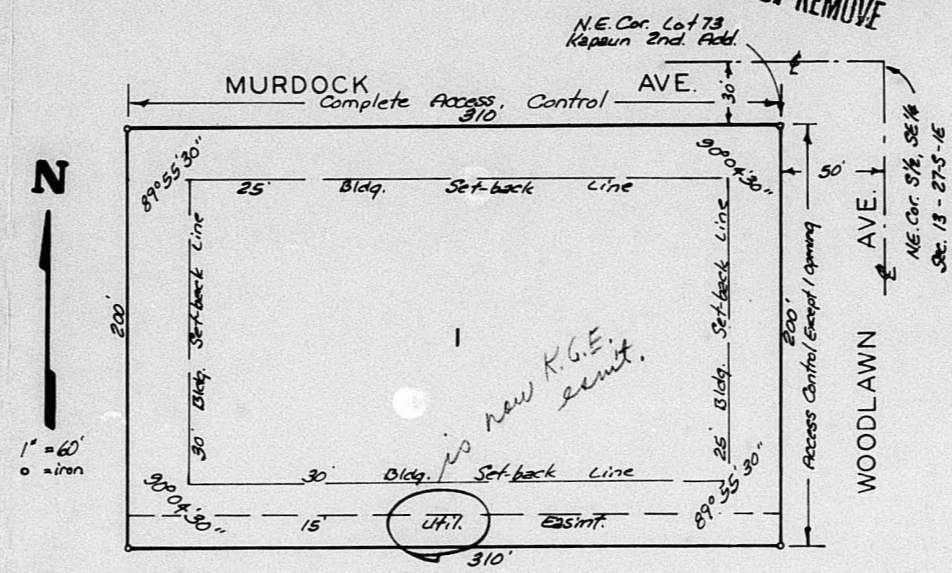 REMOVE
N.E. Cor. Lot 73
Kapaun 2nd. Add.
MURDOCK AVE.
Complete Access Control
310'
30'
℄
N
89°55'30"
90°04'30"
25' Bldg. Set-back Line
50'
N.E. Cor. S½, SE¼
Sec. 13 - 27-S-1E
WOODLAWN AVE.
℄
200'
30' Bldg. Set-back Line
1
is now K.G.E.
esmt.
25' Bldg. Set-back Line
200'
Access Control Except 1 Opening
1" = 60'
o = iron
30' Bldg. Set-back Line
90°04'30"
89°55'30"
15' Util. Easm't.
310'